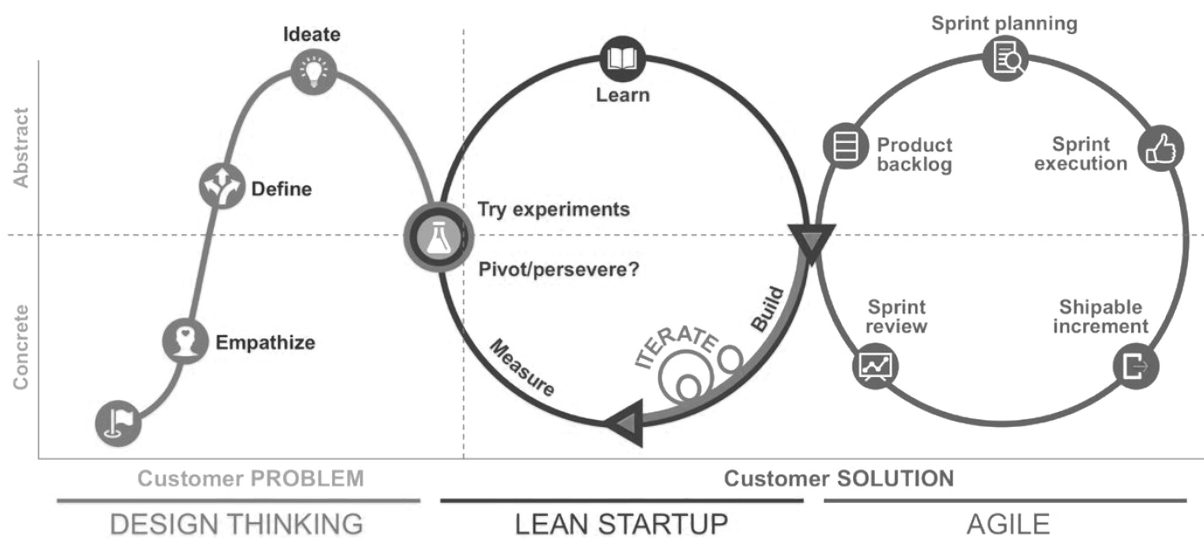 Abstract
Concrete
Ideate
Define
Empathize
Learn
Try experiments
Pivot/persevere?
Measure
ITERATE
Build
Sprint planning
Product
backlog
Sprint
execution
Sprint
review
Shipable
increment
Customer PROBLEM
Customer SOLUTION
DESIGN THINKING
LEAN STARTUP
AGILE